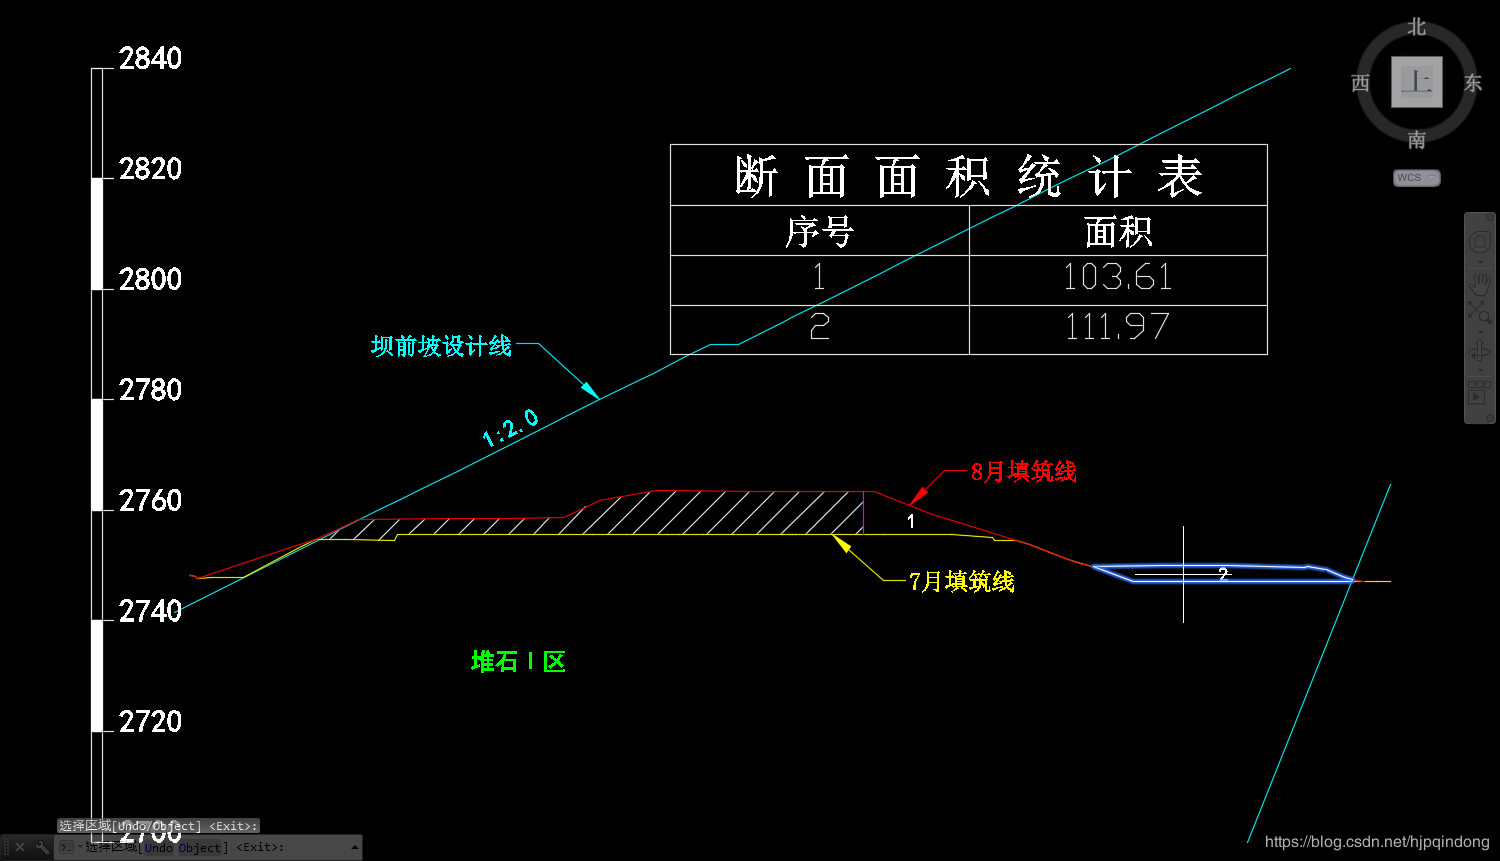 2840
2820
2800
2780
2760
2740
2720
2700
北
西
上
东
南
WCS
断面面积统计表
序号 面积
1 103.61
2 111.97
坝前坡设计线
1:2.0
8月填筑线
1
7月填筑线
2
堆石I区
选择区域[Undo/Object] <Exit>:
选择区域[Undo Object] <Exit>:
https://blog.csdn.net/hjpqindong